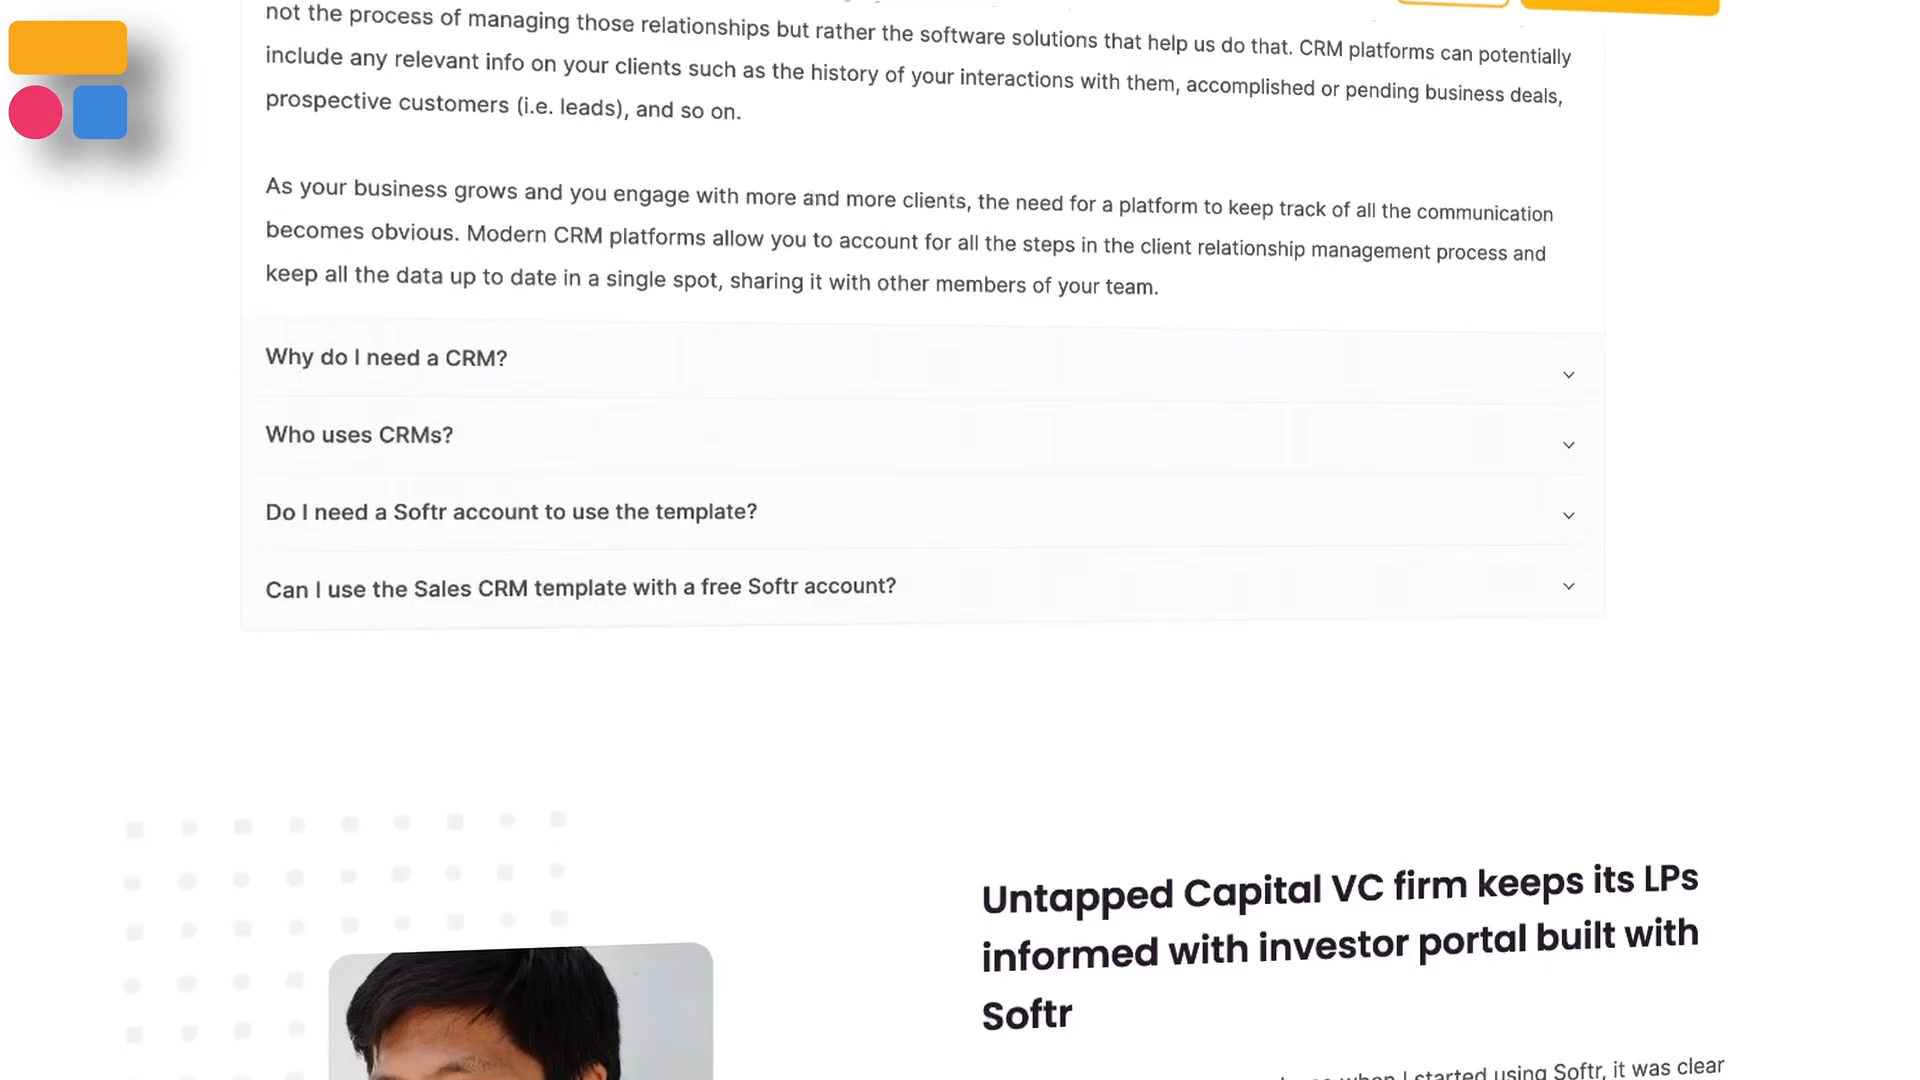 not the process of managing those relationships but rather the software solutions that help us do that. CRM platforms can potentially
include any relevant info on your clients such as the history of your interactions with them, accomplished or pending business deals,
prospective customers (i.e. leads), and so on.
As your business grows and you engage with more and more clients, the need for a platform to keep track of all the communication
becomes obvious. Modern CRM platforms allow you to account for all the steps in the client relationship management process and
keep all the data up to date in a single spot, sharing it with other members of your team.
Why do I need a CRM?
Who uses CRMs?
Do I need a Softr account to use the template?
Can I use the Sales CRM template with a free Softr account?
Untapped Capital VC firm keeps its LPs
informed with investor portal built with
Softr
when I started using Softr, it was clear